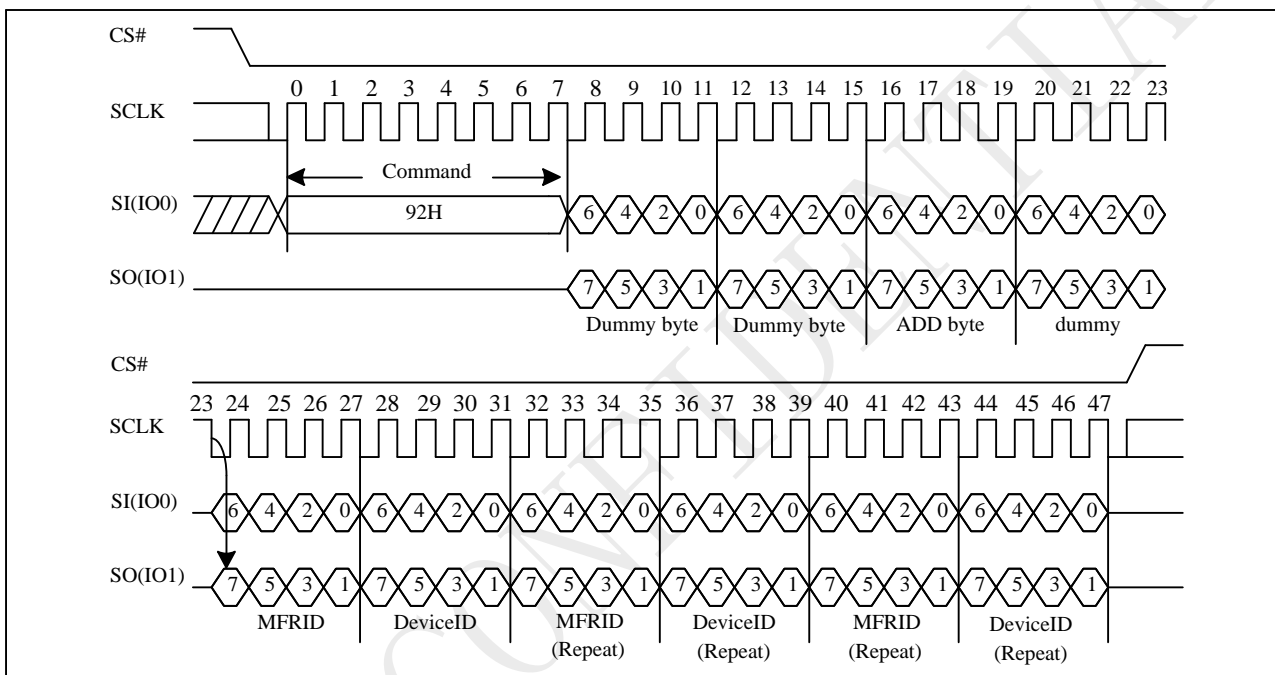 CS#
0 1 2 3 4 5 6 7 8 9 10 11 12 13 14 15 16 17 18 19 20 21 22 23
SCLK
Command
SI(IO0) 92H 6 4 2 0 6 4 2 0 6 4 2 0 6 4 2 0
SO(IO1) 7 5 3 1 7 5 3 1 7 5 3 1 7 5 3 1
Dummy byte Dummy byte ADD byte dummy
CS#
23 24 25 26 27 28 29 30 31 32 33 34 35 36 37 38 39 40 41 42 43 44 45 46 47
SCLK
SI(IO0) 6 4 2 0 6 4 2 0 6 4 2 0 6 4 2 0 6 4 2 0 6 4 2 0
SO(IO1) 7 5 3 1 7 5 3 1 7 5 3 1 7 5 3 1 7 5 3 1 7 5 3 1
MFRID DeviceID MFRID DeviceID MFRID DeviceID
(Repeat) (Repeat) (Repeat) (Repeat)
CONFIDENTIA